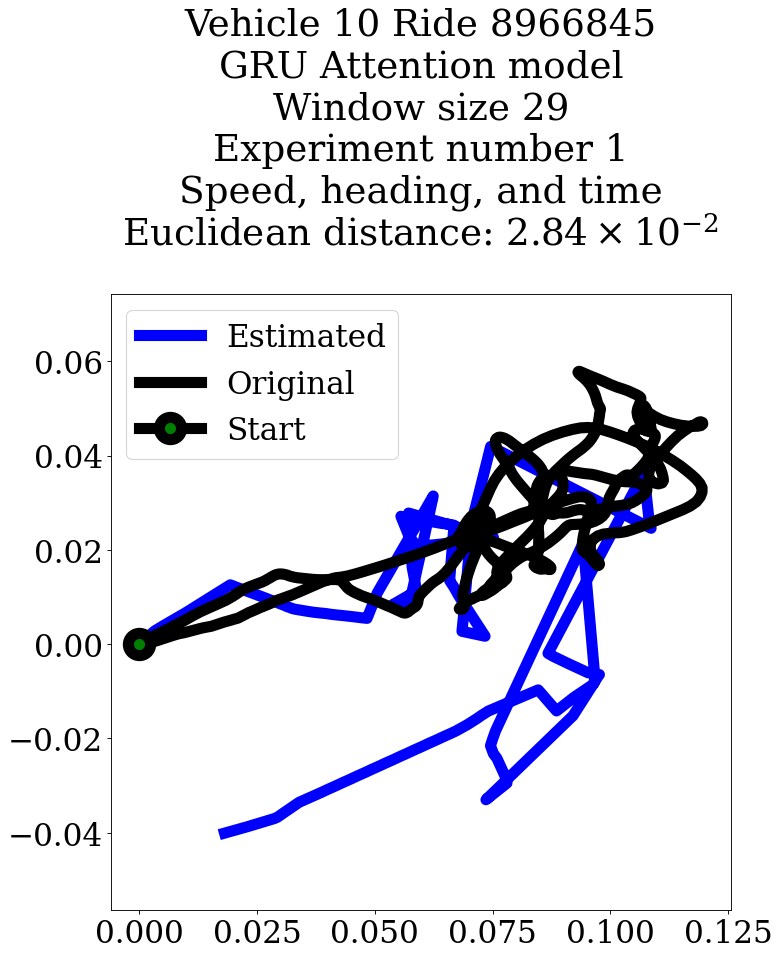 Vehicle 10 Ride 8966845
GRU Attention model
Window size 29
Experiment number 1
Speed, heading, and time
Euclidean distance: 2.84 × 10⁻²
Estimated
Original
Start
0.06
0.04
0.02
0.00
−0.02
−0.04
0.000 0.025 0.050 0.075 0.100 0.125